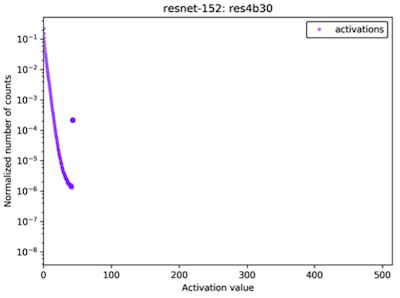 resnet-152: res4b30
activations
Normalized number of counts
10⁻¹
10⁻²
10⁻³
10⁻⁴
10⁻⁵
10⁻⁶
10⁻⁷
10⁻⁸
0 100 200 300 400 500
Activation value